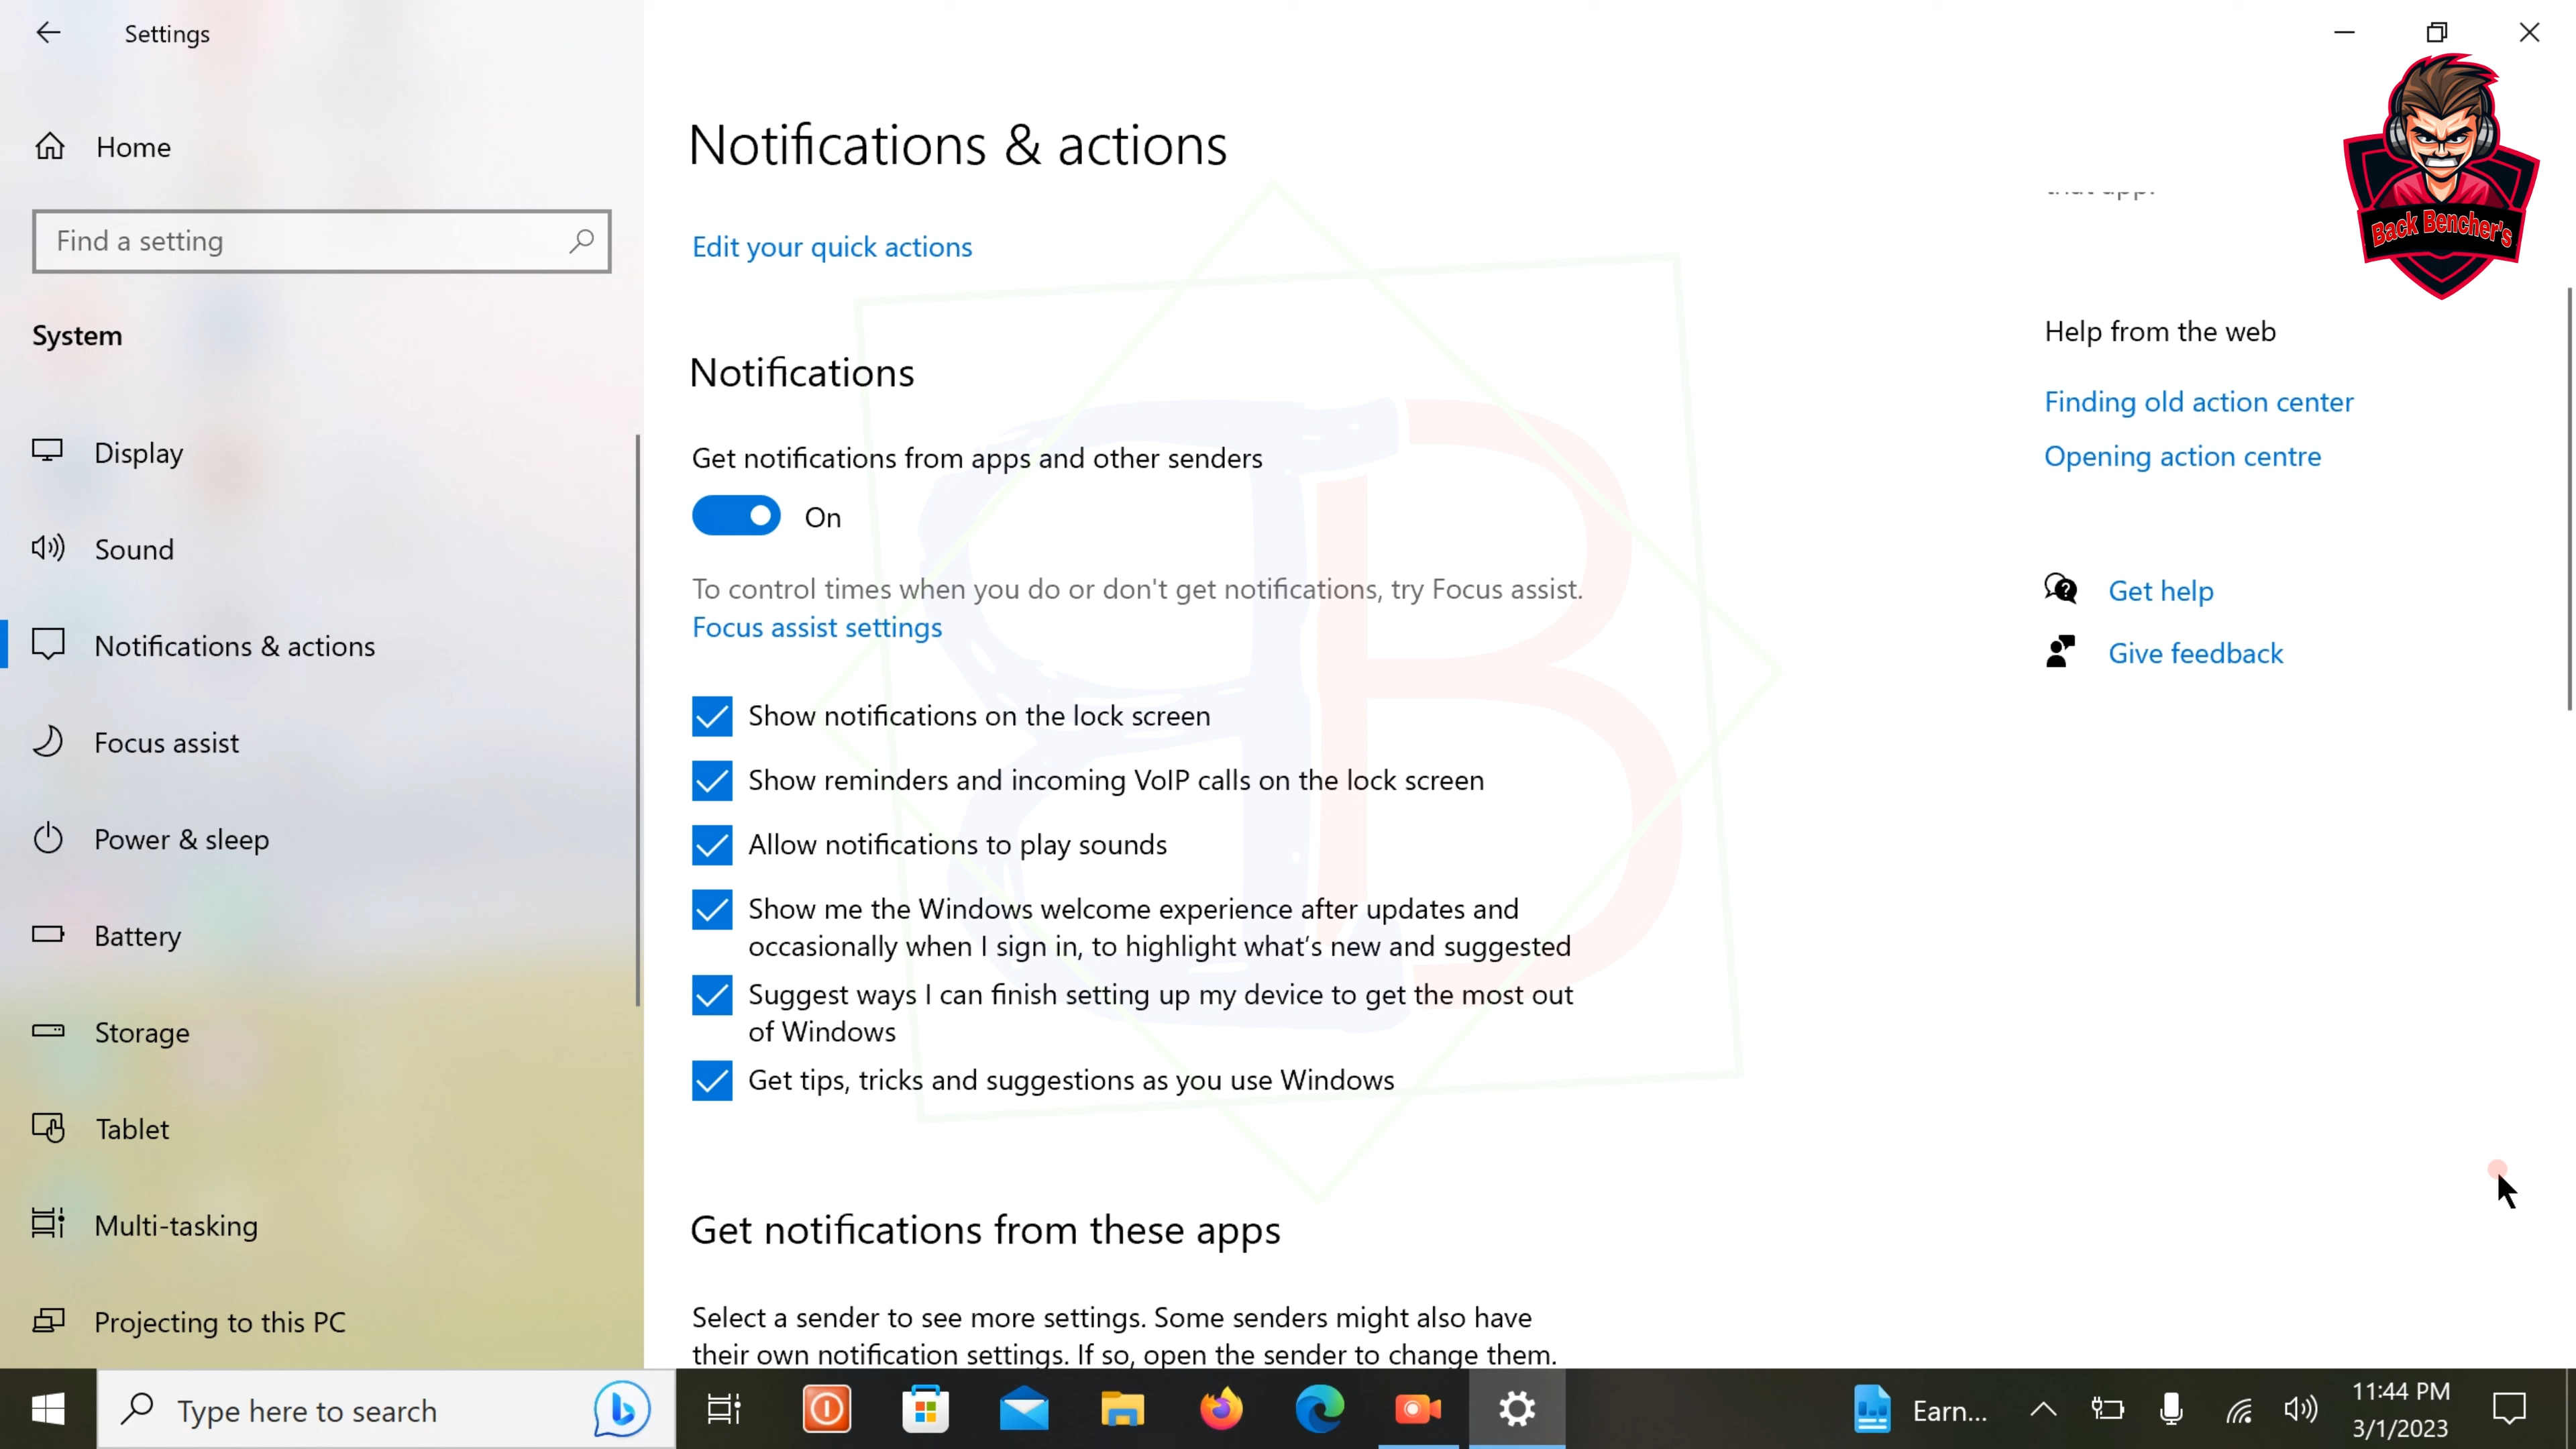 Settings
Home
Find a setting
System
Display
Sound
Notifications & actions
Focus assist
Power & sleep
Battery
Storage
Tablet
Multi-tasking
Projecting to this PC
Notifications & actions
Edit your quick actions
Notifications
Get notifications from apps and other senders
On
To control times when you do or don't get notifications, try Focus assist.
Focus assist settings
Show notifications on the lock screen
Show reminders and incoming VoIP calls on the lock screen
Allow notifications to play sounds
Show me the Windows welcome experience after updates and
occasionally when I sign in, to highlight what's new and suggested
Suggest ways I can finish setting up my device to get the most out
of Windows
Get tips, tricks and suggestions as you use Windows
Get notifications from these apps
Select a sender to see more settings. Some senders might also have
their own notification settings. If so, open the sender to change them.
Back Bencher's
Help from the web
Finding old action center
Opening action centre
Get help
Give feedback
Type here to search
Earn...
11:44 PM
3/1/2023